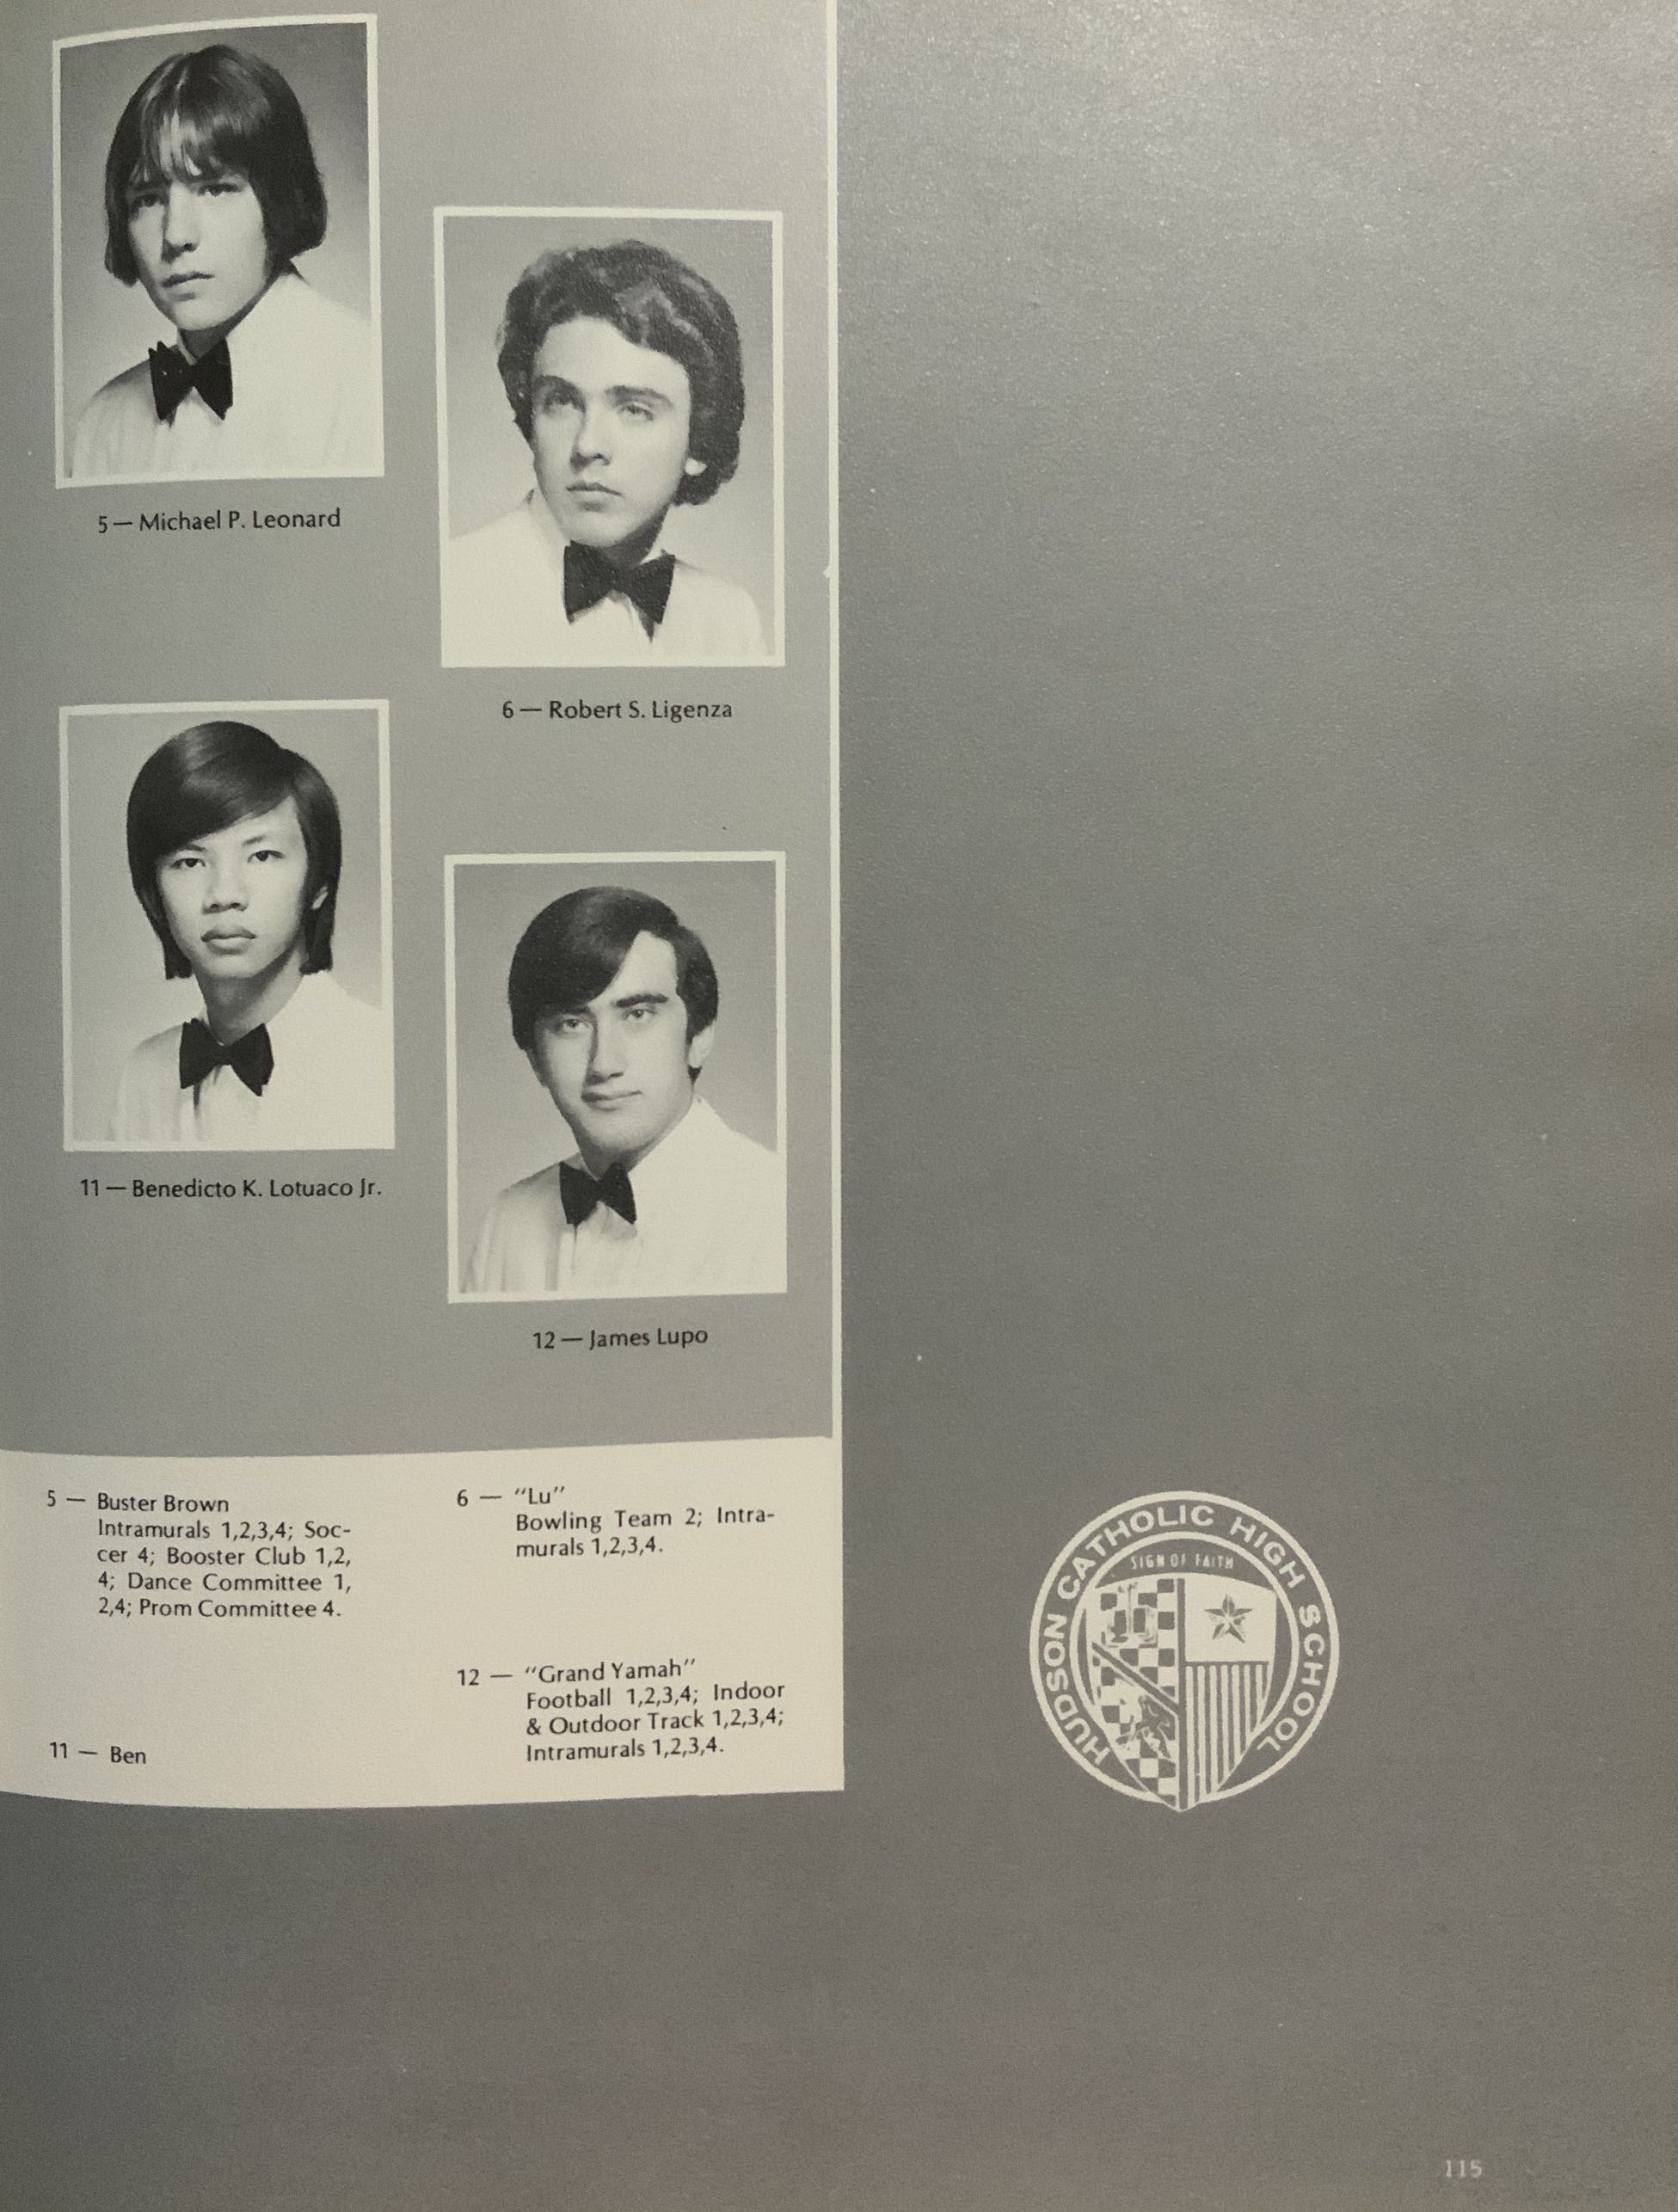 5 — Michael P. Leonard
6 — Robert S. Ligenza
11 — Benedicto K. Lotuaco Jr.
12 — James Lupo
5 — Buster Brown
Intramurals 1,2,3,4; Soc-
cer 4; Booster Club 1,2,
4; Dance Committee 1,
2,4; Prom Committee 4.
6 — "Lu"
Bowling Team 2; Intra-
murals 1,2,3,4.
11 — Ben
12 — "Grand Yamah"
Football 1,2,3,4; Indoor
& Outdoor Track 1,2,3,4;
Intramurals 1,2,3,4.
HUDSON CATHOLIC HIGH SCHOOL
SIGN OF FAITH
115